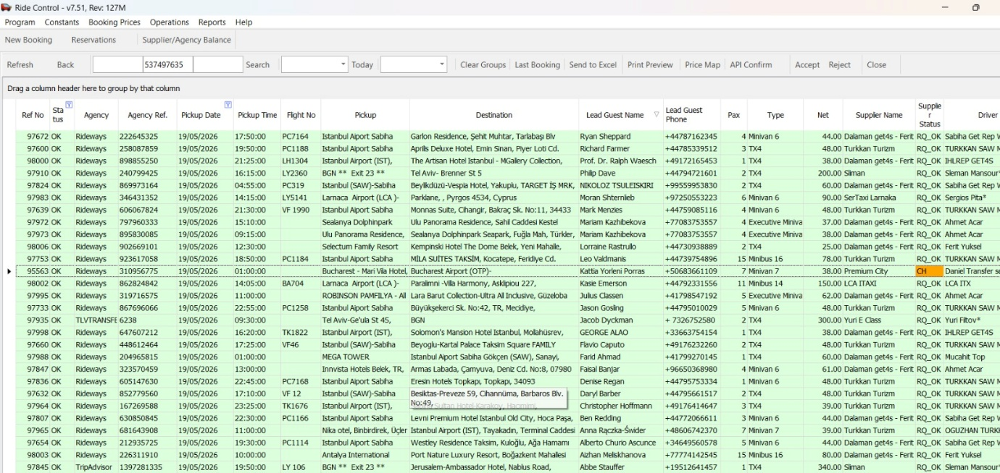 Ride Control - v7.51, Rev: 127M
Program Constants Booking Prices Operations Reports Help
New Booking Reservations Supplier/Agency Balance
Refresh Back 537497635 Search Today Clear Groups Last Booking Send to Excel Print Preview Price Map API Confirm Accept Reject Close
Drag a column header here to group by that column
Ref No Sta tus Agency Agency Ref. Pickup Date Pickup Time Flight No Pickup Destination Lead Guest Name Lead Guest Phone Pax Type Net Supplier Name Supplie r Status Driver
97672 OK Rideways 222645325 19/05/2026 17:50:00 PC7164 Istanbul Aiport Sabiha Garlon Residence, Şehit Muhtar, Tarlabaşı Blv Ryan Sheppard +44787162345 4 Minivan 6 44.00 Dalaman get4s - Ferit RQ_OK Sabiha Get Rep W
97600 OK Rideways 258087859 19/05/2026 19:50:00 PC1188 Istanbul Aiport Sabiha Aprilis Deluxe Hotel, Emin Sinan, Piyer Loti Cd. Richard Farmer +44785339512 3 TX4 48.00 Turkkan Turizm RQ_OK TURKKAN SAW M
98000 OK Rideways 898855250 19/05/2026 21:25:00 LH1304 Istanbul Airport (IST), The Artisan Hotel Istanbul - MGallery Collection, Prof. Dr. Ralph Waesch +49172165453 1 TX4 38.00 Dalaman get4s - Ferit RQ_OK IHLREP GET4S
97910 OK Rideways 240799425 19/05/2026 16:15:00 LY2360 BGN ** Exit 23 ** Tel Aviv- Brenner St 5 Philip Dave +44794721601 2 TX4 200.00 Sliman RQ_OK Sleman Mansour*
97824 OK Rideways 869973164 19/05/2026 04:55:00 PC319 Istanbul (SAW)-Sabiha Beylikdüzü-Vespia Hotel, Yakuplu, TARGET İŞ MRK, NIKOLOZ TSULEISKIRI +99559953830 2 TX4 60.00 Dalaman get4s - Ferit RQ_OK Sabiha Get Rep W
97983 OK Rideways 346431352 19/05/2026 14:15:00 LY5141 Larnaca Airport (LCA )- Parklane, , Pyrgos 4534, Cyprus Moran Shternlieb +97250553223 6 Minivan 6 90.00 SerTaxi Larnaka RQ_OK Sergios Pita*
97639 OK Rideways 606067824 19/05/2026 21:30:00 VF 1990 Istanbul Aiport Sabiha Monnas Suite, Cihangir, Bakraç Sk. No:11, 34433 Mark Menzies +44759085116 4 Minivan 6 48.00 Turkkan Turizm RQ_OK TURKKAN SAW M
97972 OK Rideways 797960333 19/05/2026 15:10:00 Sealanya Dolphinpark Ulu Panorama Residence, Sahil Caddesi Kestel Mariam Kazhibekova +77083753557 4 Executive Miniva 37.00 Dalaman get4s - Ferit RQ_OK Ahmet Acar
97973 OK Rideways 895830085 19/05/2026 09:15:00 Ulu Panorama Residence, Sealanya Dolphinpark Seapark, Fuğla Mah, Türkler, Mariam Kazhibekova +77083753557 4 Executive Miniva 38.00 Dalaman get4s - Ferit RQ_OK Ahmet Acar
98006 OK Rideways 902669101 19/05/2026 12:30:00 Selectum Family Resort Kempinski Hotel The Dome Belek, Yeni Mahalle, Lorraine Rastrullo +44730938889 2 TX4 25.00 Dalaman get4s - Ferit RQ_OK Ferit Yuksel
97753 OK Rideways 923617058 19/05/2026 18:50:00 PC1184 Istanbul Aiport Sabiha MİLA SUİTES TAKSİM, Kocatepe, Feridiye Cd. Leo Valdmanis +44739754896 15 Minibus 16 78.00 Turkkan Turizm RQ_OK TURKKAN SAW M
95563 OK Rideways 310956775 19/05/2026 01:00:00 Bucharest - Mari Vila Hotel, Bucharest Airport (OTP)- Kattia Yorleni Porras +50683661109 7 Minivan 7 38.00 Premium City CH Daniel Transfer so
98002 OK Rideways 862824842 19/05/2026 14:05:00 BA704 Larnaca Airport (LCA )- Paralimni -Villa Harmony, Asklipiou 227, Kasie Emerson +44792331556 11 Minibus 14 150.00 LCA ITAXI RQ_OK LCA ITX
97995 OK Rideways 319716575 19/05/2026 11:00:00 ROBINSON PAMFILYA - All Lara Barut Collection-Ultra All Inclusive, Güzeloba Julius Classen +41798547192 5 Executive Miniva 62.00 Dalaman get4s - Ferit RQ_OK Ahmet Acar
97733 OK Rideways 867696066 19/05/2026 22:55:00 PC1258 Istanbul Aiport Sabiha Büyükşekerci Sk. No:42, TR, Mecidiye, Jason Gosling +44795010029 5 Minivan 6 48.00 Turkkan Turizm RQ_OK TURKKAN SAW M
97935 OK TLVTRANSFE 6238 19/05/2026 09:30:00 Tel Aviv-Ge'ula St 45, BGN Jacob Dyckman + 7326752580 2 TX4 300.00 Yuri E Class RQ_OK Yuri Filtov*
97998 OK Rideways 647607212 19/05/2026 16:20:00 TK1822 Istanbul Airport (IST), Solomon's Mansion Hotel Istanbul, Mollahüsrev, GEORGE ALAO +33663754154 1 TX4 38.00 Dalaman get4s - Ferit RQ_OK IHLREP GET4S
97660 OK Rideways 448612464 19/05/2026 17:25:00 VF46 Istanbul (SAW)-Sabiha Beyoglu-Kartal Palace Taksim Square FAMILY Flavio Caputo +49176232260 2 TX4 48.00 Turkkan Turizm RQ_OK TURKKAN SAW M
97988 OK Rideways 204965815 19/05/2026 01:00:00 MEGA TOWER Istanbul Aiport Sabiha Gökçen (SAW), Sanayi, Farid Ahmad +41799270145 1 TX4 60.00 Dalaman get4s - Ferit RQ_OK Mucahit Top
97847 OK Rideways 323570459 19/05/2026 13:00:00 Innvista Hotels Belek, TR, Armas Labada, Çamyuva, Deniz Cd. No:8, 07980 Faisal Banjar +96650368980 4 Minivan 6 61.00 Dalaman get4s - Ferit RQ_OK Ahmet Acar
97836 OK Rideways 605147630 19/05/2026 22:45:00 PC7168 Istanbul Aiport Sabiha Eresin Hotels Topkapı, Topkapı, 34093 Denise Regan +44795753334 1 Minivan 6 48.00 Turkkan Turizm RQ_OK TURKKAN SAW M
97632 OK Rideways 852779560 19/05/2026 17:10:00 VF 12 Istanbul (SAW)-Sabiha Besiktas-Preveze 59, Cihannüma, Barbaros Blv. No:49, Daryl Barber +44795661517 2 TX4 48.00 Turkkan Turizm RQ_OK TURKKAN SAW M
97964 OK Rideways 167269588 19/05/2026 23:25:00 TK1676 Istanbul Airport (IST), Sultan Hotel Karakoy, Hacımimi, Christopher Hoffmann +49176414647 3 TX4 39.00 Turkkan Turizm RQ_OK TURKKAN SAW M
97807 OK Rideways 630850845 19/05/2026 22:30:00 PC1166 Istanbul Aiport Sabiha Levni Premium Hotel Istanbul Old City, Hoca Paşa, Ben Redding +44772066611 3 Minivan 6 44.00 Dalaman get4s - Ferit RQ_OK Sabiha Get Rep W
97965 OK Rideways 681643908 19/05/2026 11:00:00 Nika otel, Binbirdirek, Üçler Istanbul Airport (IST), Tayakadın, Terminal Caddesi Anna Rączka-Świder +48606742370 7 Minivan 7 39.00 Turkkan Turizm RQ_OK OGUZHAN TURKK
97654 OK Rideways 212935725 19/05/2026 19:30:00 PC1114 Istanbul Aiport Sabiha Westley Residence Taksim, Kuloğlu, Ağa Hamamı Alberto Churio Ascunce +34649560578 5 Minivan 6 44.00 Dalaman get4s - Ferit RQ_OK Sabiha Get Rep W
98003 OK Rideways 226311910 19/05/2026 10:00:00 Antalya International Port Nature Luxury Resort, Boğazkent Mahallesi Aizhan Meliskhanova +77774142545 15 Minibus 16 80.00 Dalaman get4s - Ferit RQ_OK Ferit Yuksel
97845 OK TripAdvisor 1397281335 19/05/2026 19:50:00 LY 106 BGN ** Exit 23 ** Jerusalem-Ambassador Hotel, Nablus Road, Abbe Stauffer +19512641457 1 TX4 340.00 Sliman RQ_OK Sleman Mansour*